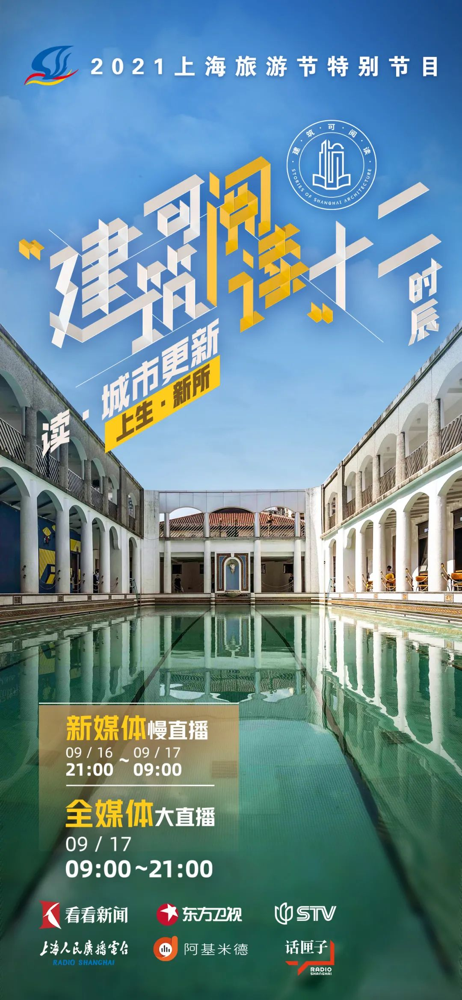 2021上海旅游节特别节目
建·筑·可·阅·读
STORIES OF SHANGHAI ARCHITECTURE
“建筑可阅读”十二时辰
读·城市更新
上生·新所
新媒体慢直播
09 / 16 ~ 09 / 17
21:00 09:00
全媒体大直播
09 / 17
09:00~21:00
看看新闻 东方卫视 STV
上海人民廣播電台 阿基米德 话匣子
RADIO SHANGHAI RADIO SHANGHAI